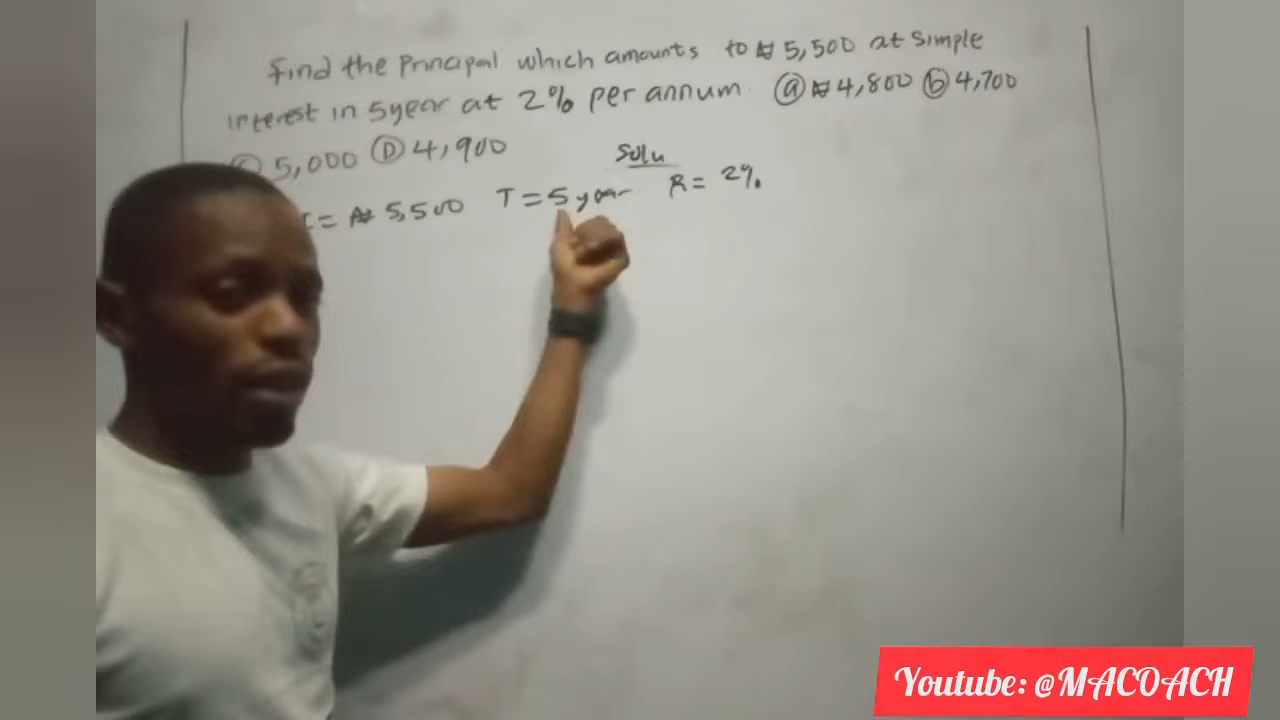 Find the Principal which amounts to ₦ 5,500 at Simple
interest in 5year at 2% per annum. ⓐ ₦ 4,800 ⓑ 4,700
5,000 Ⓓ 4,900
Solu
= ₦ 5,500 T = 5year R = 2%
Youtube: @MACOACH